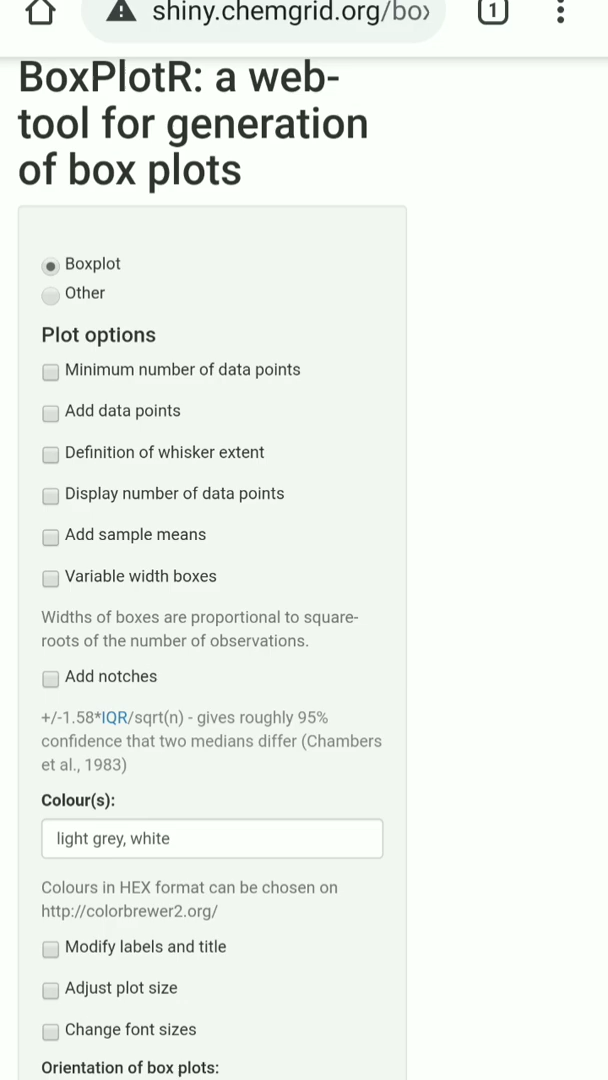 shiny.chemgrid.org/box
1
BoxPlotR: a web-
tool for generation
of box plots
Boxplot
Other
Plot options
Minimum number of data points
Add data points
Definition of whisker extent
Display number of data points
Add sample means
Variable width boxes
Widths of boxes are proportional to square-
roots of the number of observations.
Add notches
+/-1.58*IQR/sqrt(n) - gives roughly 95%
confidence that two medians differ (Chambers
et al., 1983)
Colour(s):
light grey, white
Colours in HEX format can be chosen on
http://colorbrewer2.org/
Modify labels and title
Adjust plot size
Change font sizes
Orientation of box plots: